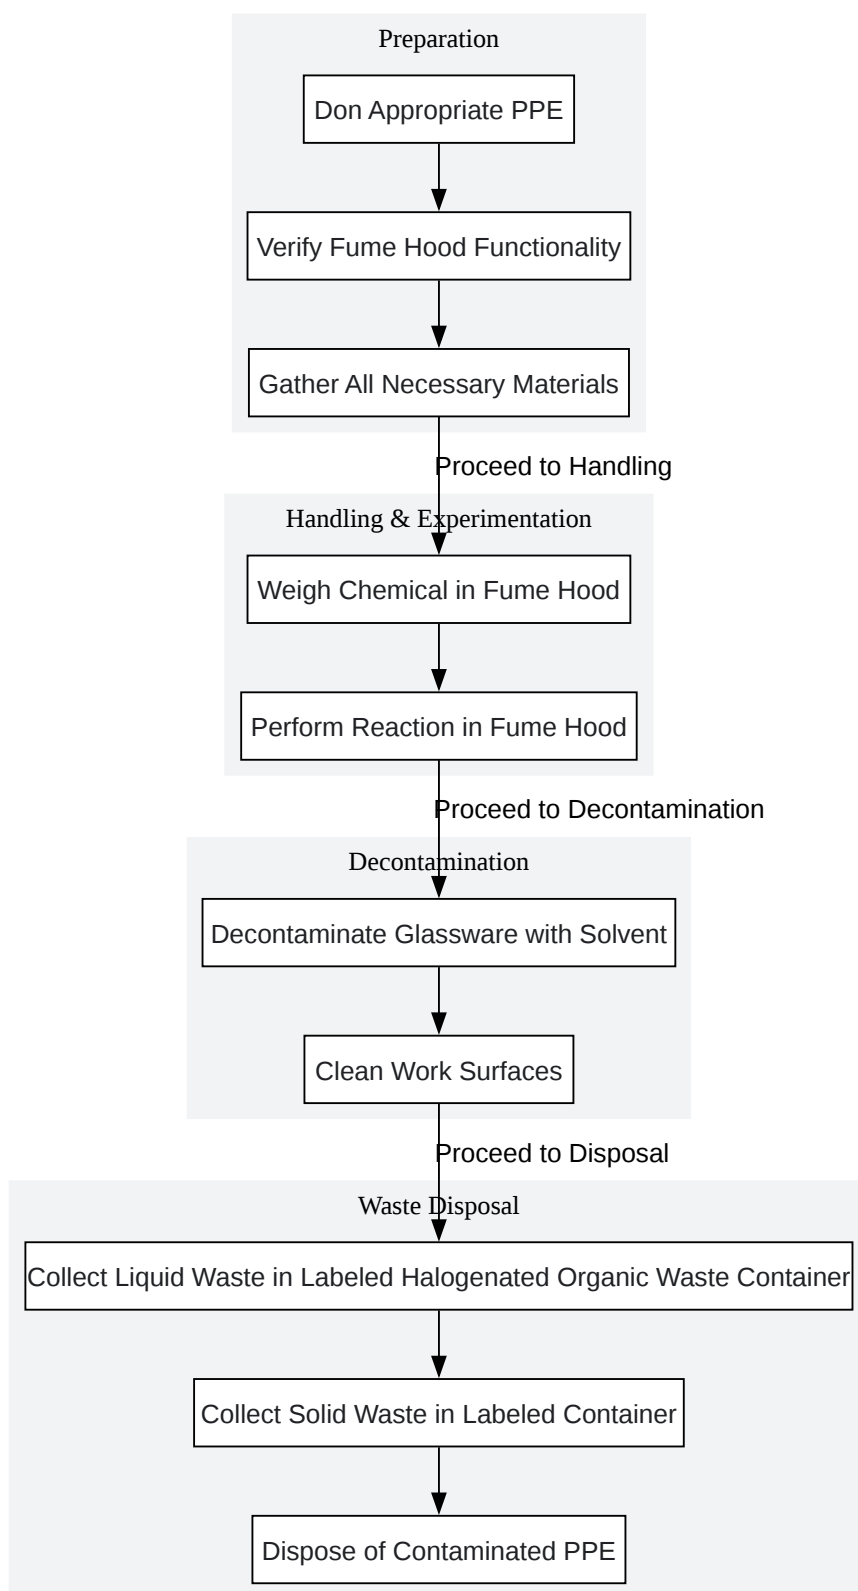 Preparation
Don Appropriate PPE
Verify Fume Hood Functionality
Gather All Necessary Materials
Proceed to Handling
Handling & Experimentation
Weigh Chemical in Fume Hood
Perform Reaction in Fume Hood
Proceed to Decontamination
Decontamination
Decontaminate Glassware with Solvent
Clean Work Surfaces
Proceed to Disposal
Waste Disposal
Collect Liquid Waste in Labeled Halogenated Organic Waste Container
Collect Solid Waste in Labeled Container
Dispose of Contaminated PPE